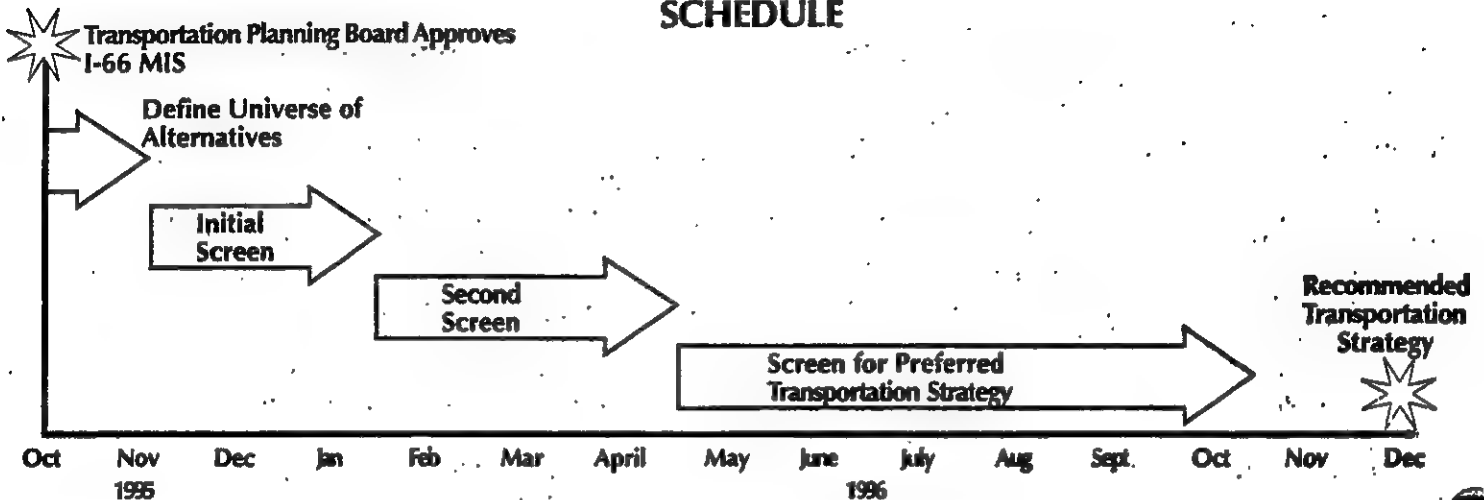 SCHEDULE
Transportation Planning Board Approves
I-66 MIS
Define Universe of
Alternatives
Initial
Screen
Second
Screen
Screen for Preferred
Transportation Strategy
Recommended
Transportation
Strategy
Oct Nov Dec Jan Feb Mar April May June July Aug Sept. Oct Nov Dec
1995 1996